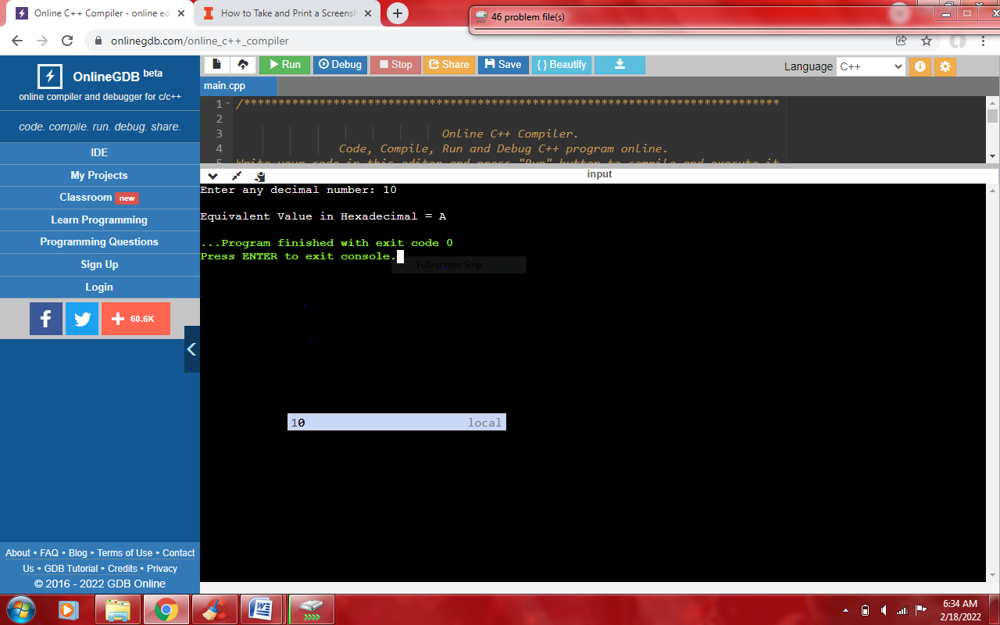 Online C++ Compiler - online ed
How to Take and Print a Screensh
46 problem file(s)
onlinegdb.com/online_c++_compiler
OnlineGDB beta
online compiler and debugger for c/c++
code. compile. run. debug. share.
IDE
My Projects
Classroom new
Learn Programming
Programming Questions
Sign Up
Login
60.6K
About • FAQ • Blog • Terms of Use • Contact
Us • GDB Tutorial • Credits • Privacy
© 2016 - 2022 GDB Online
Run Debug Stop Share Save { } Beautify
Language C++
main.cpp
1 /******************************************************************************
2
3 Online C++ Compiler.
4 Code, Compile, Run and Debug C++ program online.
5 Write your code in this editor and press "Run" button to compile and execute it.
input
Enter any decimal number: 10
Equivalent Value in Hexadecimal = A
...Program finished with exit code 0
Press ENTER to exit console.
Full-screen Snip
10 local
6:34 AM
2/18/2022